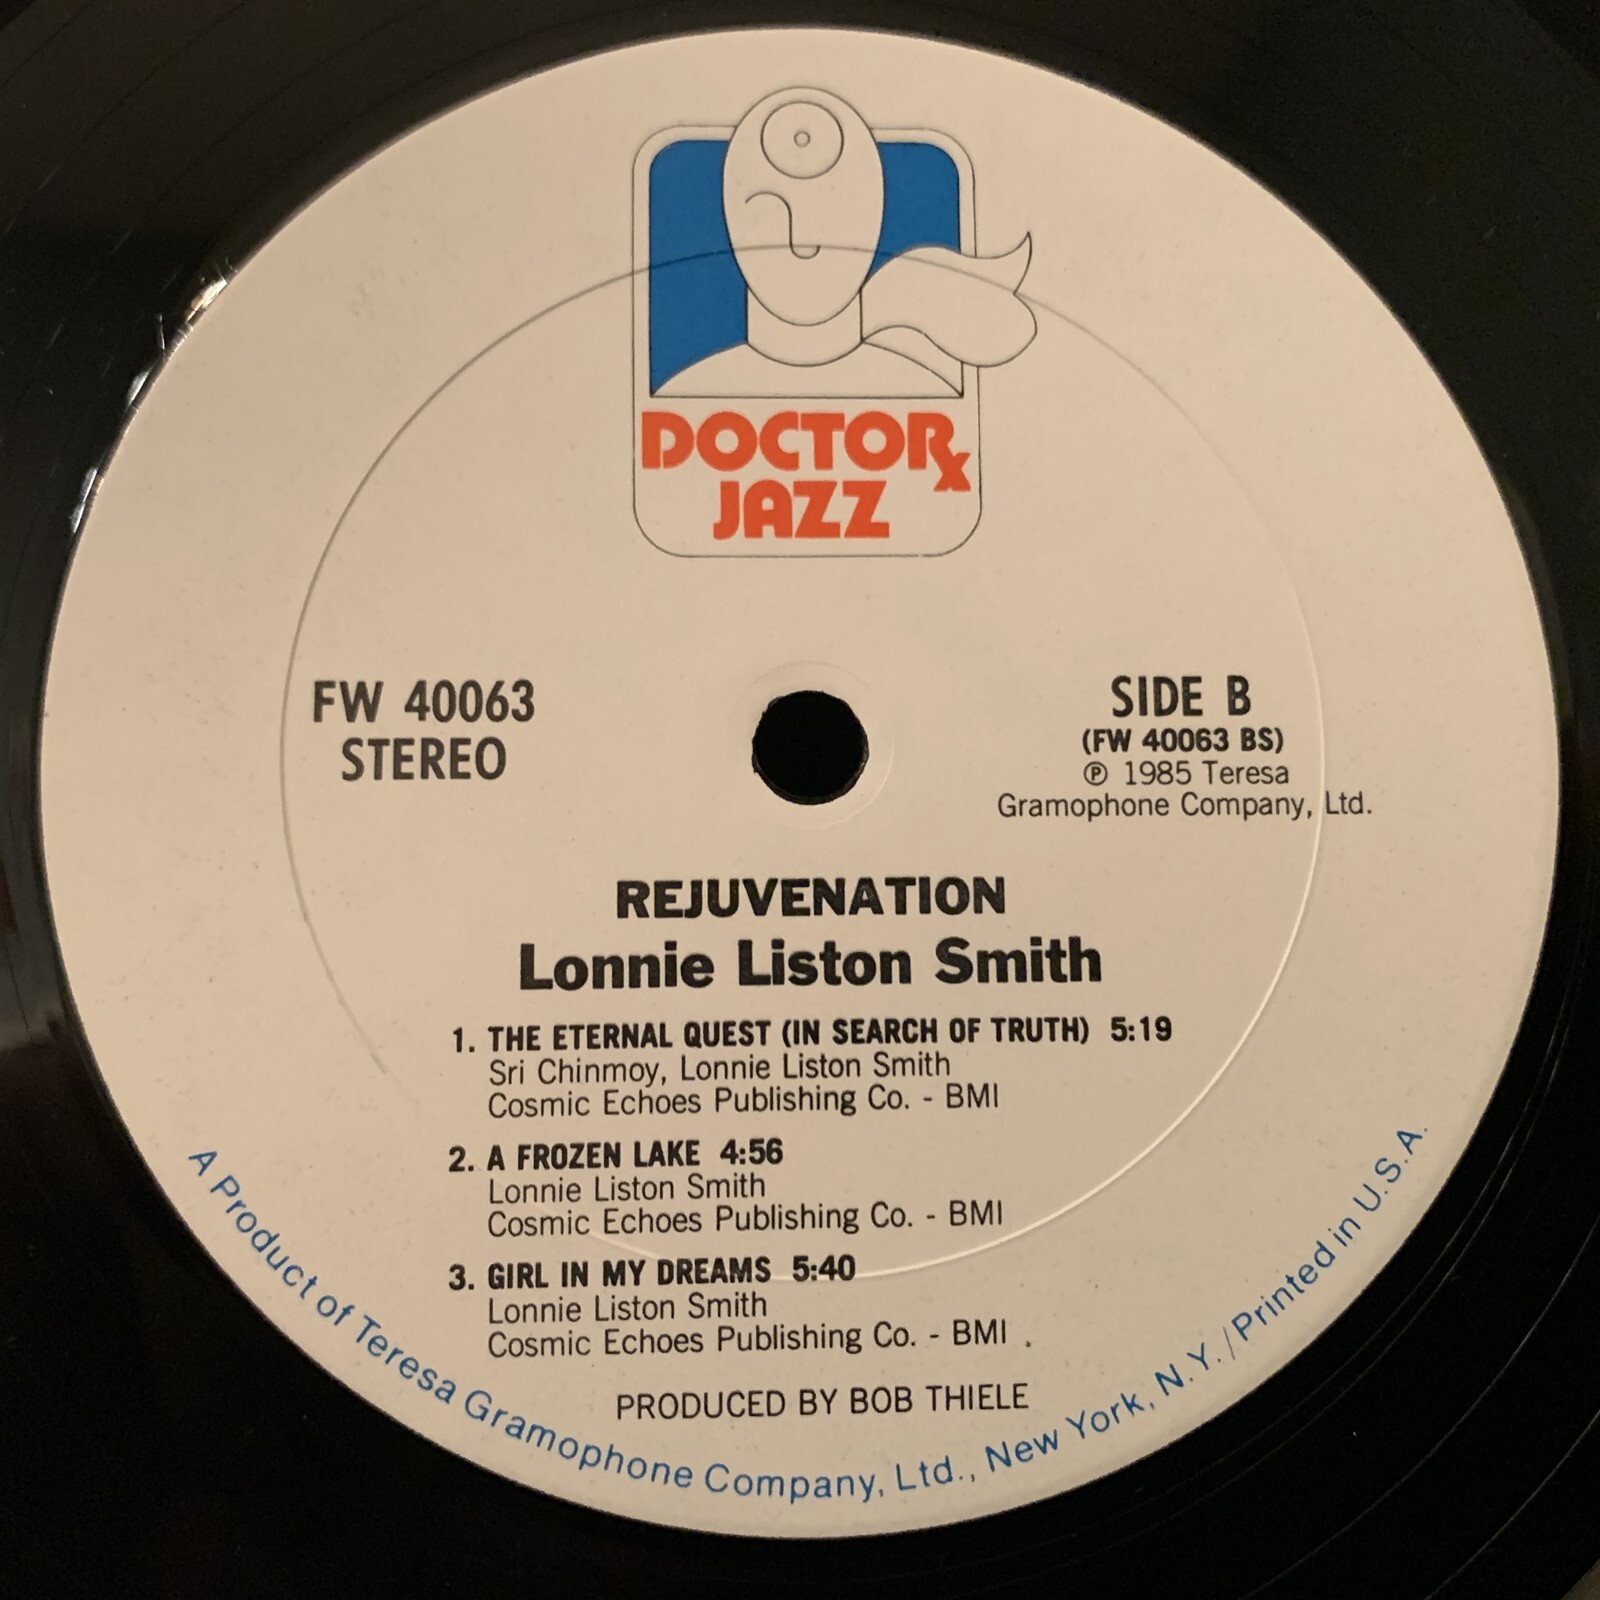 DOCTORx
JAZZ
FW 40063
STEREO
SIDE B
(FW 40063 BS)
℗ 1985 Teresa
Gramophone Company, Ltd.
REJUVENATION
Lonnie Liston Smith
1. THE ETERNAL QUEST (IN SEARCH OF TRUTH) 5:19
Sri Chinmoy, Lonnie Liston Smith
Cosmic Echoes Publishing Co. - BMI
2. A FROZEN LAKE 4:56
Lonnie Liston Smith
Cosmic Echoes Publishing Co. - BMI
3. GIRL IN MY DREAMS 5:40
Lonnie Liston Smith
Cosmic Echoes Publishing Co. - BMI .
PRODUCED BY BOB THIELE
A Product of Teresa Gramophone Company, Ltd., New York, N.Y./Printed in U.S.A.